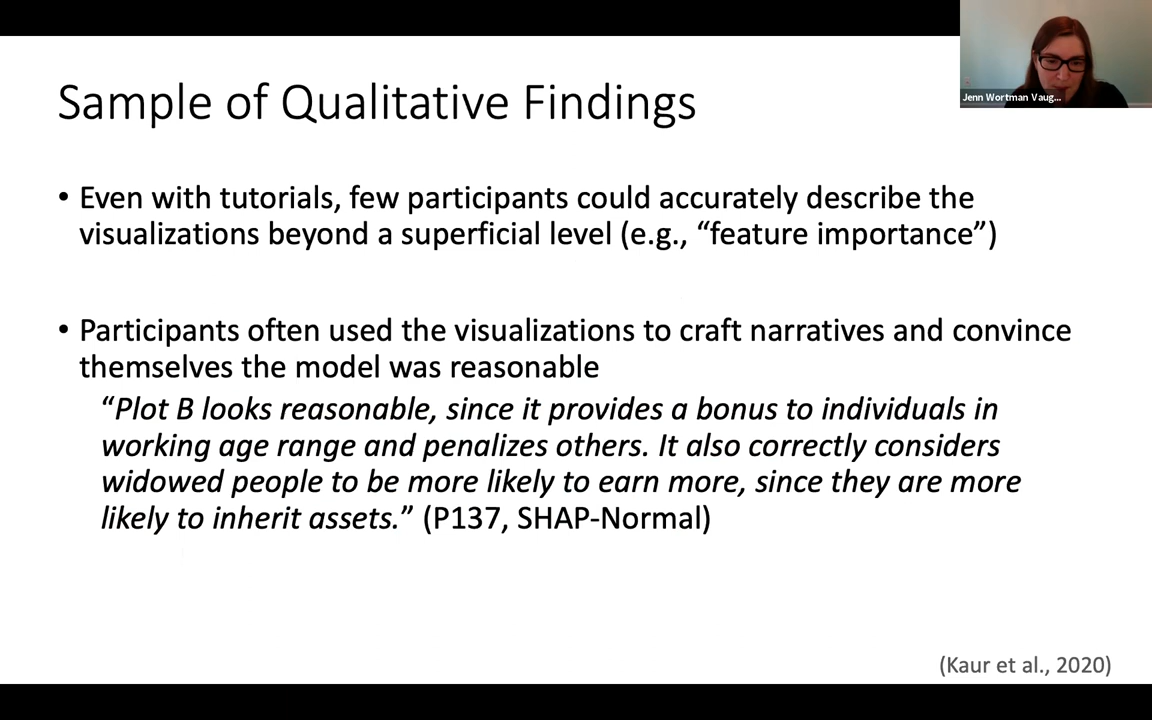 Sample of Qualitative Findings
• Even with tutorials, few participants could accurately describe the
visualizations beyond a superficial level (e.g., “feature importance”)
• Participants often used the visualizations to craft narratives and convince
themselves the model was reasonable
“Plot B looks reasonable, since it provides a bonus to individuals in
working age range and penalizes others. It also correctly considers
widowed people to be more likely to earn more, since they are more
likely to inherit assets.” (P137, SHAP-Normal)
(Kaur et al., 2020)
Jenn Wortman Vaug...